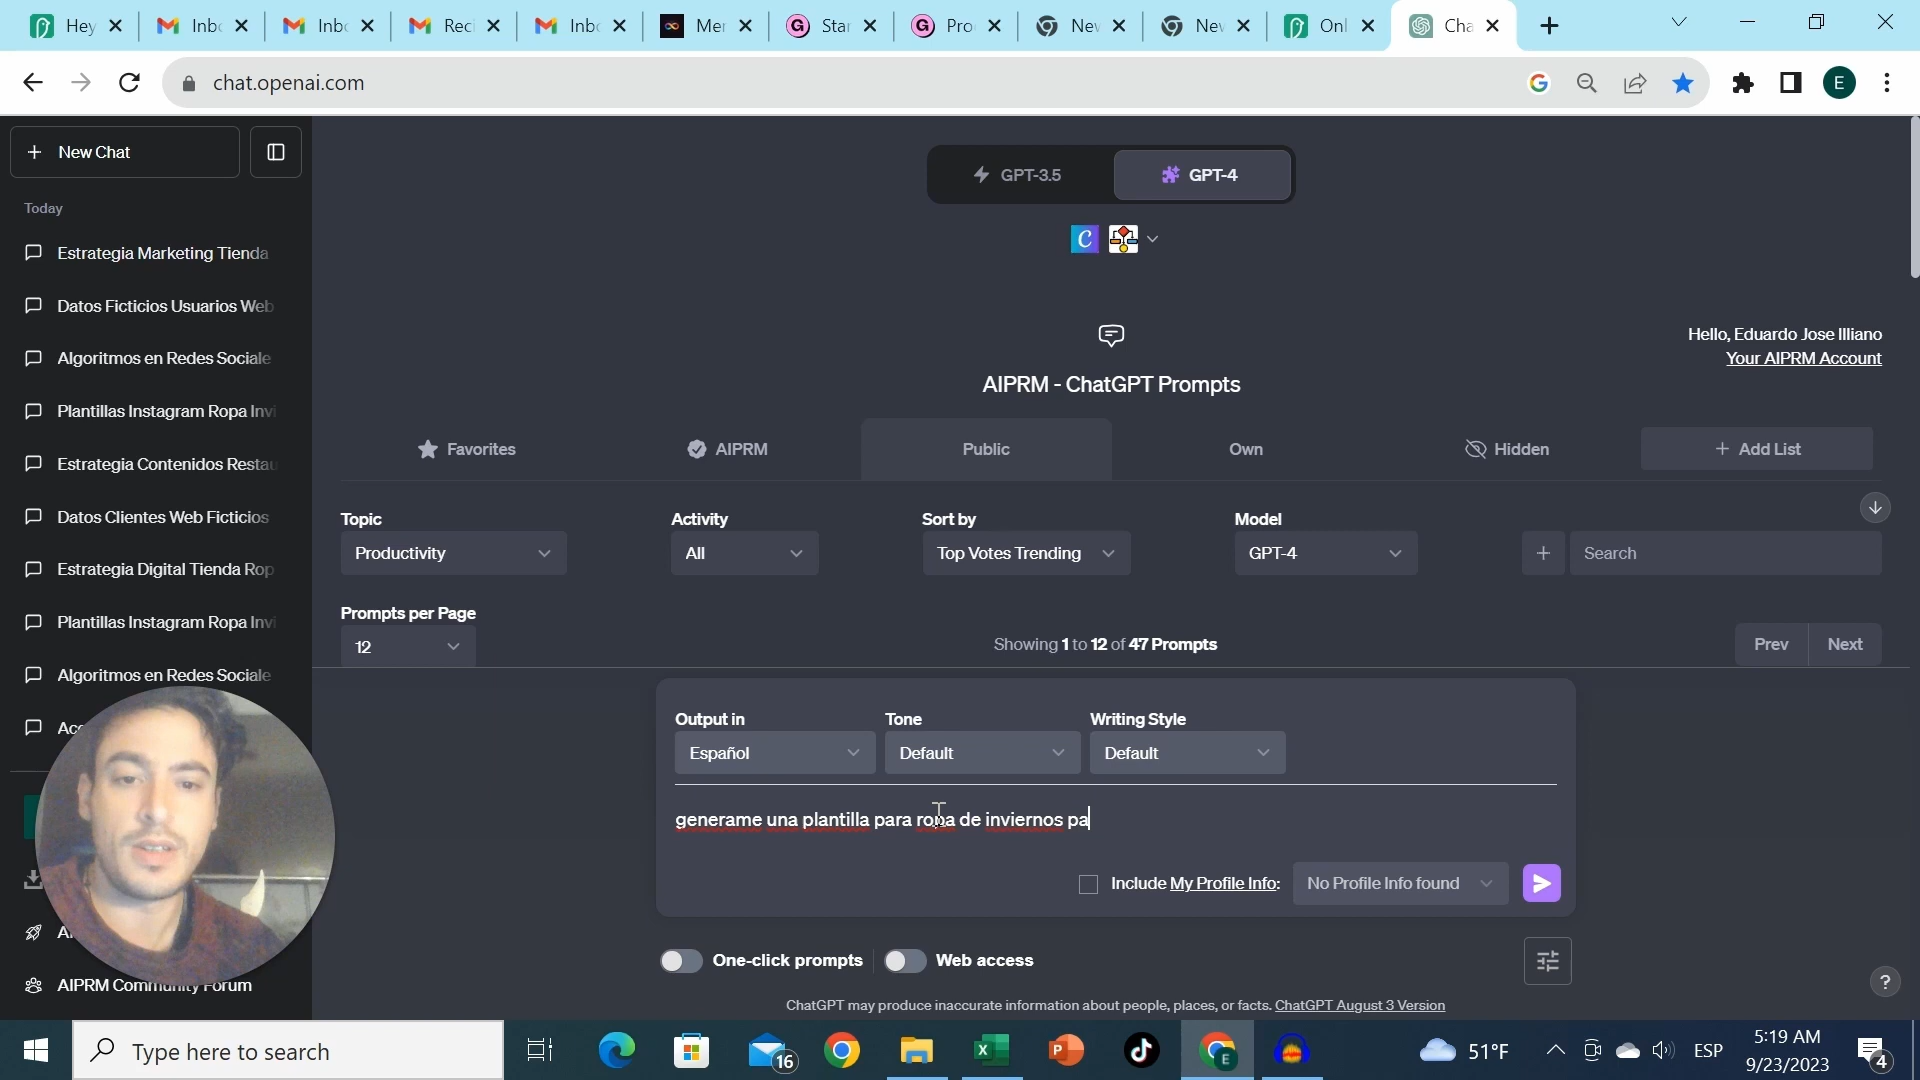 Hey
Inbc
Inbc
Reci
Inbc
Mer
Star
Pro
Nev
Nev
Onl
Cha
chat.openai.com
E
New Chat
Today
Estrategia Marketing Tienda
Datos Ficticios Usuarios Web
Algoritmos en Redes Sociale
Plantillas Instagram Ropa Invi
Estrategia Contenidos Restau
Datos Clientes Web Ficticios
Estrategia Digital Tienda Rop
Plantillas Instagram Ropa Invi
Algoritmos en Redes Sociale
AIPRM Community Forum
GPT-3.5
GPT-4
C
Hello, Eduardo Jose Illiano
Your AIPRM Account
AIPRM - ChatGPT Prompts
Favorites
AIPRM
Public
Own
Hidden
+ Add List
Topic
Activity
Sort by
Model
Productivity
All
Top Votes Trending
GPT-4
+
Search
Prompts per Page
12
Showing 1 to 12 of 47 Prompts
Prev
Next
Output in
Tone
Writing Style
Español
Default
Default
generame una plantilla para ropa de inviernos pa
Include My Profile Info:
No Profile Info found
One-click prompts
Web access
?
ChatGPT may produce inaccurate information about people, places, or facts. ChatGPT August 3 Version
Type here to search
16
E
51°F
ESP
5:19 AM
9/23/2023
4